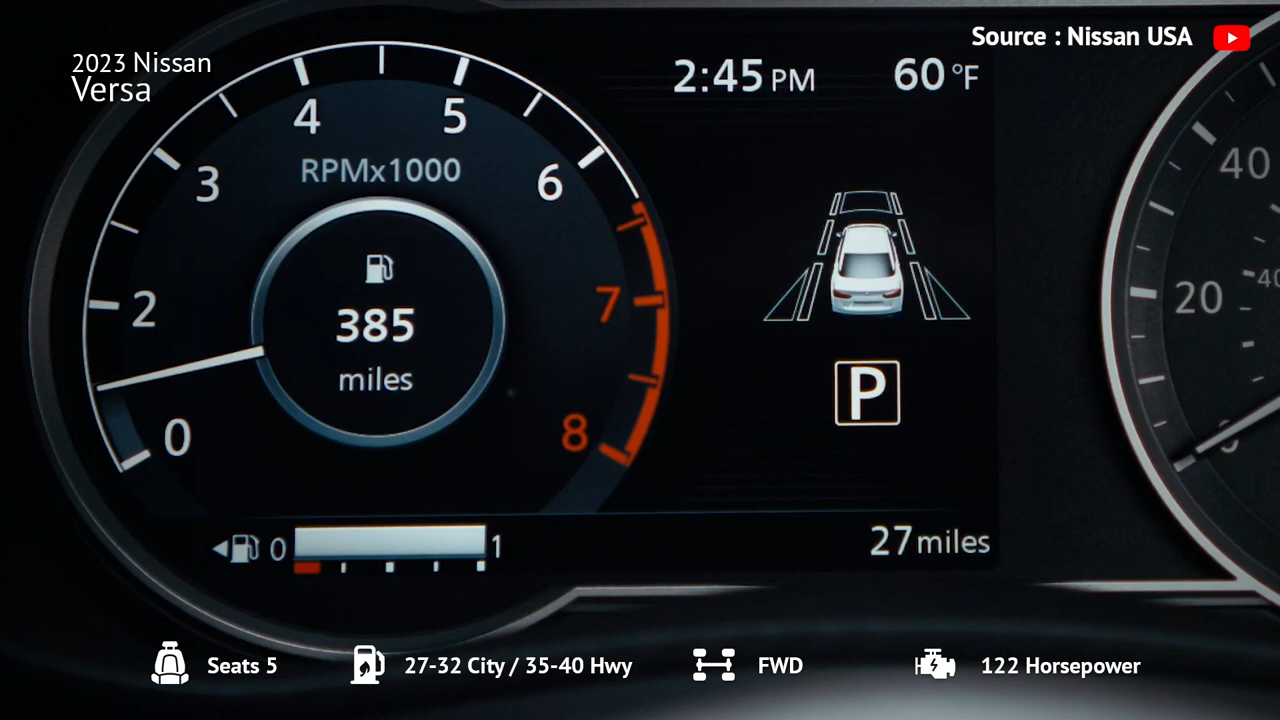 Source : Nissan USA
2023 Nissan
Versa
2:45 PM 60 °F
4 5
3 RPMx1000 6
40
2 385 7
miles
20
40
0 8
P
0 1
27 miles
Seats 5 27-32 City / 35-40 Hwy FWD 122 Horsepower